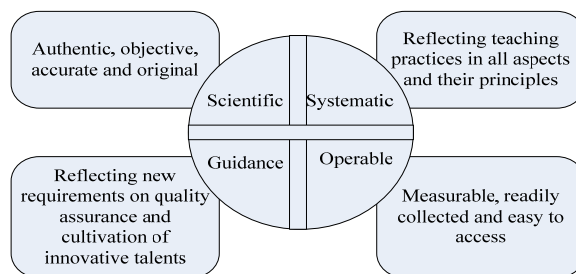 Authentic, objective,
accurate and original
Reflecting teaching
practices in all aspects
and their principles
Scientific
Systematic
Guidance
Operable
Reflecting new
requirements on quality
assurance and
cultivation of
innovative talents
Measurable, readily
collected and easy to
access